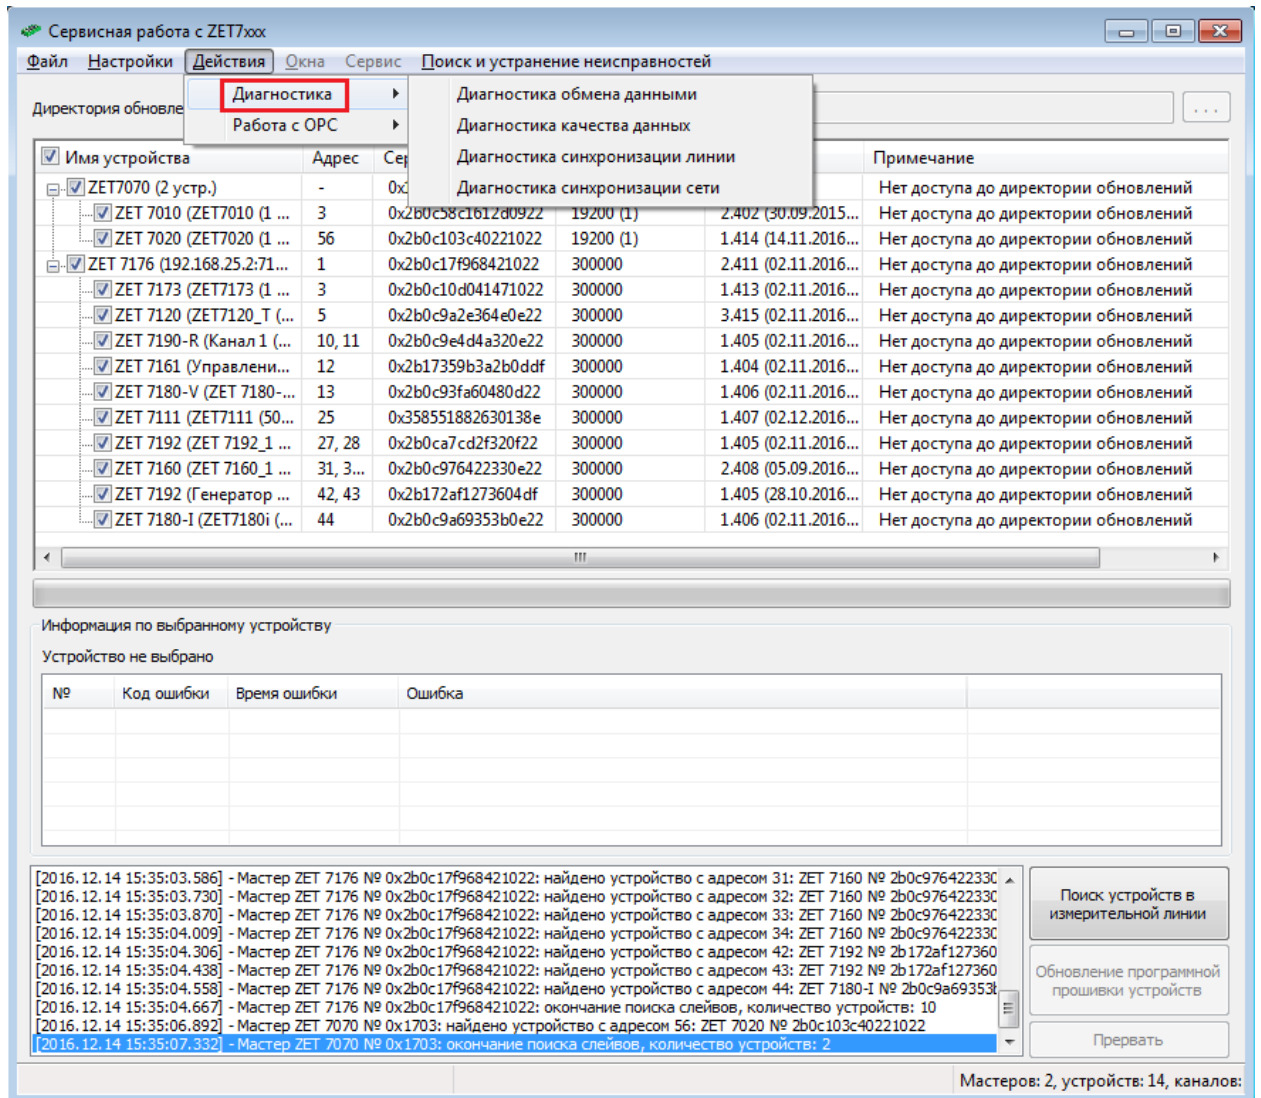 Сервисная работа с ZET7xxx
Файл Настройки Действия Окна Сервис Поиск и устранение неисправностей
Диагностика
Работа с OPC
Диагностика обмена данными
Диагностика качества данных
Диагностика синхронизации линии
Диагностика синхронизации сети
Директория обновле
...
Имя устройства Адрес Сер Примечание
ZET7070 (2 устр.) - 0x Нет доступа до директории обновлений
ZET 7010 (ZET7010 (1 ... 3 0x2b0c58c1612d0922 19200 (1) 2.402 (30.09.2015... Нет доступа до директории обновлений
ZET 7020 (ZET7020 (1 ... 56 0x2b0c103c40221022 19200 (1) 1.414 (14.11.2016... Нет доступа до директории обновлений
ZET 7176 (192.168.25.2:71... 1 0x2b0c17f968421022 300000 2.411 (02.11.2016... Нет доступа до директории обновлений
ZET 7173 (ZET7173 (1 ... 3 0x2b0c10d041471022 300000 1.413 (02.11.2016... Нет доступа до директории обновлений
ZET 7120 (ZET7120_T (... 5 0x2b0c9a2e364e0e22 300000 3.415 (02.11.2016... Нет доступа до директории обновлений
ZET 7190-R (Канал 1 (... 10, 11 0x2b0c9e4d4a320e22 300000 1.405 (02.11.2016... Нет доступа до директории обновлений
ZET 7161 (Управлени... 12 0x2b17359b3a2b0ddf 300000 1.404 (02.11.2016... Нет доступа до директории обновлений
ZET 7180-V (ZET 7180-... 13 0x2b0c93fa60480d22 300000 1.406 (02.11.2016... Нет доступа до директории обновлений
ZET 7111 (ZET7111 (50... 25 0x358551882630138e 300000 1.407 (02.12.2016... Нет доступа до директории обновлений
ZET 7192 (ZET 7192_1 ... 27, 28 0x2b0ca7cd2f320f22 300000 1.405 (02.11.2016... Нет доступа до директории обновлений
ZET 7160 (ZET 7160_1 ... 31, 3... 0x2b0c976422330e22 300000 2.408 (05.09.2016... Нет доступа до директории обновлений
ZET 7192 (Генератор ... 42, 43 0x2b172af1273604df 300000 1.405 (28.10.2016... Нет доступа до директории обновлений
ZET 7180-I (ZET7180i (... 44 0x2b0c9a69353b0e22 300000 1.406 (02.11.2016... Нет доступа до директории обновлений
Информация по выбранному устройству
Устройство не выбрано
№ Код ошибки Время ошибки Ошибка
[2016.12.14 15:35:03.586] - Мастер ZET 7176 № 0x2b0c17f968421022: найдено устройство с адресом 31: ZET 7160 № 2b0c976422330
[2016.12.14 15:35:03.730] - Мастер ZET 7176 № 0x2b0c17f968421022: найдено устройство с адресом 32: ZET 7160 № 2b0c976422330
[2016.12.14 15:35:03.870] - Мастер ZET 7176 № 0x2b0c17f968421022: найдено устройство с адресом 33: ZET 7160 № 2b0c976422330
[2016.12.14 15:35:04.009] - Мастер ZET 7176 № 0x2b0c17f968421022: найдено устройство с адресом 34: ZET 7160 № 2b0c976422330
[2016.12.14 15:35:04.306] - Мастер ZET 7176 № 0x2b0c17f968421022: найдено устройство с адресом 42: ZET 7192 № 2b172af127360
[2016.12.14 15:35:04.438] - Мастер ZET 7176 № 0x2b0c17f968421022: найдено устройство с адресом 43: ZET 7192 № 2b172af127360
[2016.12.14 15:35:04.558] - Мастер ZET 7176 № 0x2b0c17f968421022: найдено устройство с адресом 44: ZET 7180-I № 2b0c9a69353b
[2016.12.14 15:35:04.667] - Мастер ZET 7176 № 0x2b0c17f968421022: окончание поиска слейвов, количество устройств: 10
[2016.12.14 15:35:06.892] - Мастер ZET 7070 № 0x1703: найдено устройство с адресом 56: ZET 7020 № 2b0c103c40221022
[2016.12.14 15:35:07.332] - Мастер ZET 7070 № 0x1703: окончание поиска слейвов, количество устройств: 2
Поиск устройств в
измерительной линии
Обновление программной
прошивки устройств
Прервать
Мастеров: 2, устройств: 14, каналов: